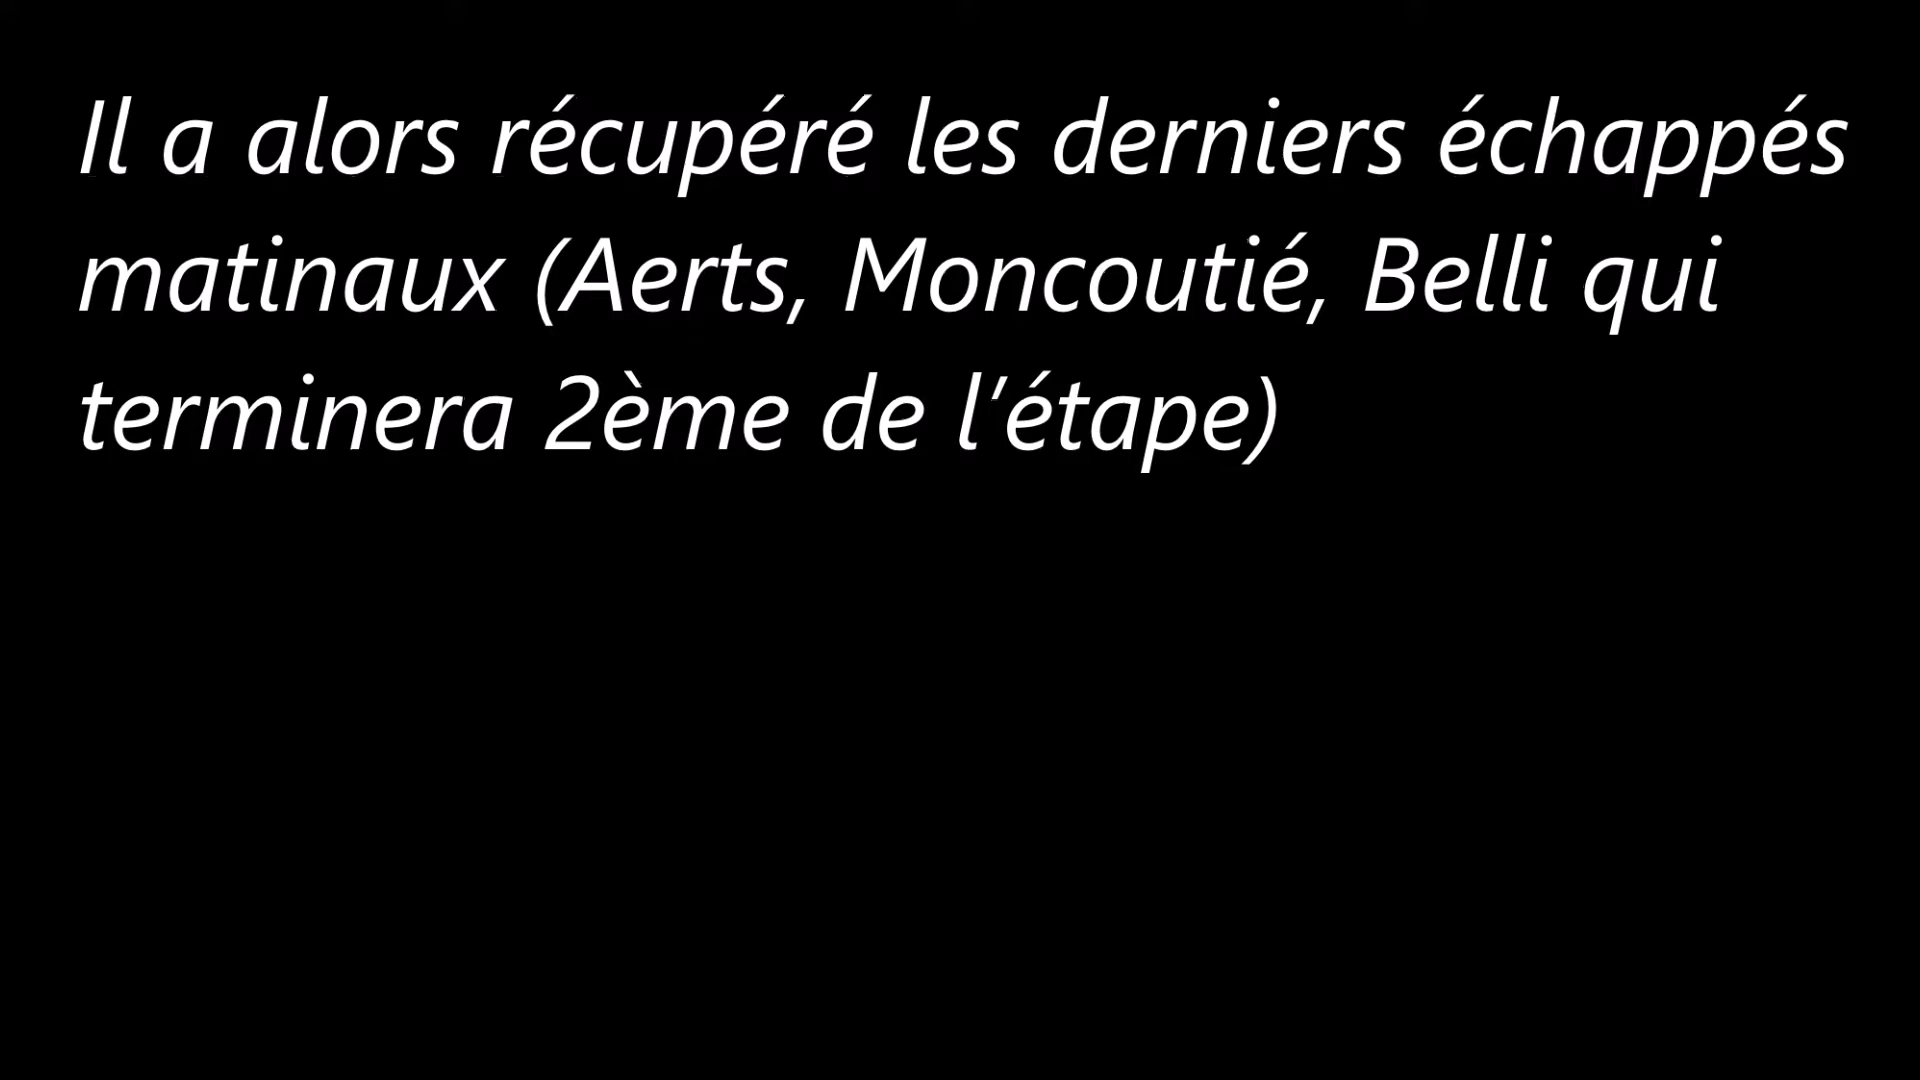 Il a alors récupéré les derniers échappés
matinaux (Aerts, Moncoutié, Belli qui
terminera 2ème de l’étape)